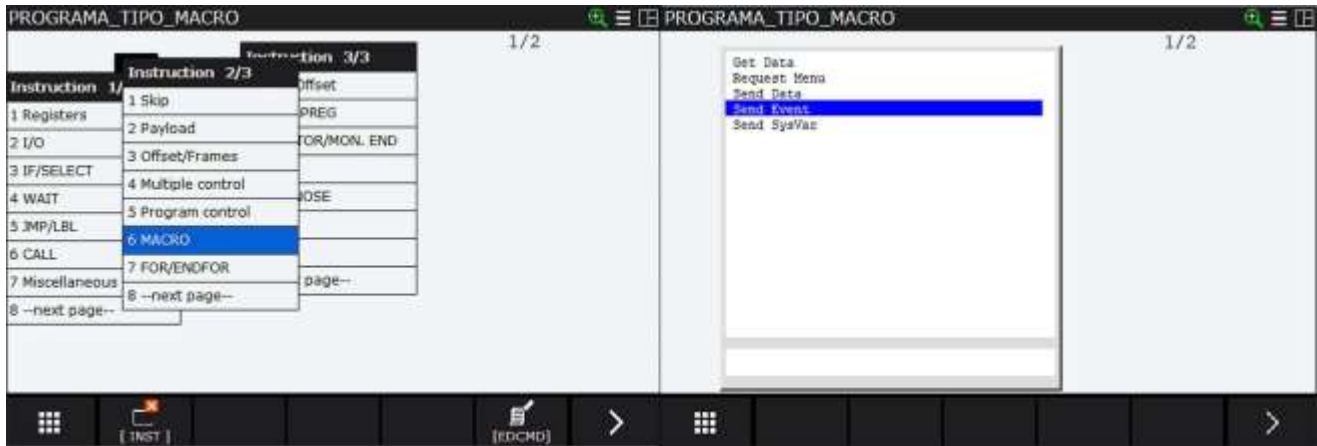 PROGRAMA_TIPO_MACRO
1/2
Instruction 1/
1 Registers
2 I/O
3 IF/SELECT
4 WAIT
5 JMP/LBL
6 CALL
7 Miscellaneous
8 --next page--
Instruction 2/3
1 Skip
2 Payload
3 Offset/Frames
4 Multiple control
5 Program control
6 MACRO
7 FOR/ENDFOR
8 --next page--
Instruction 3/3
Offset
PREG
TOR/MON. END
NOSE
page--
[ INST ]
[EDCMD]
PROGRAMA_TIPO_MACRO
1/2
Get Data
Request Menu
Send Data
Send Event
Send SysVar